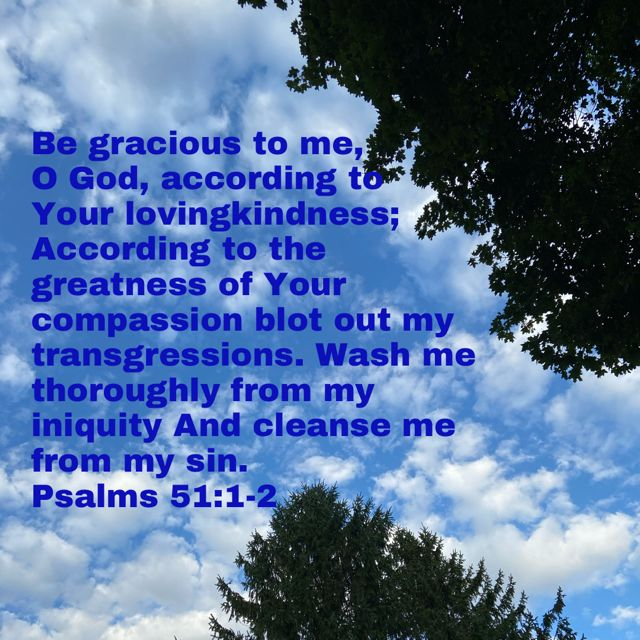 Be gracious to me,
O God, according to
Your lovingkindness;
According to the
greatness of Your
compassion blot out my
transgressions. Wash me
thoroughly from my
iniquity And cleanse me
from my sin.
Psalms 51:1-2